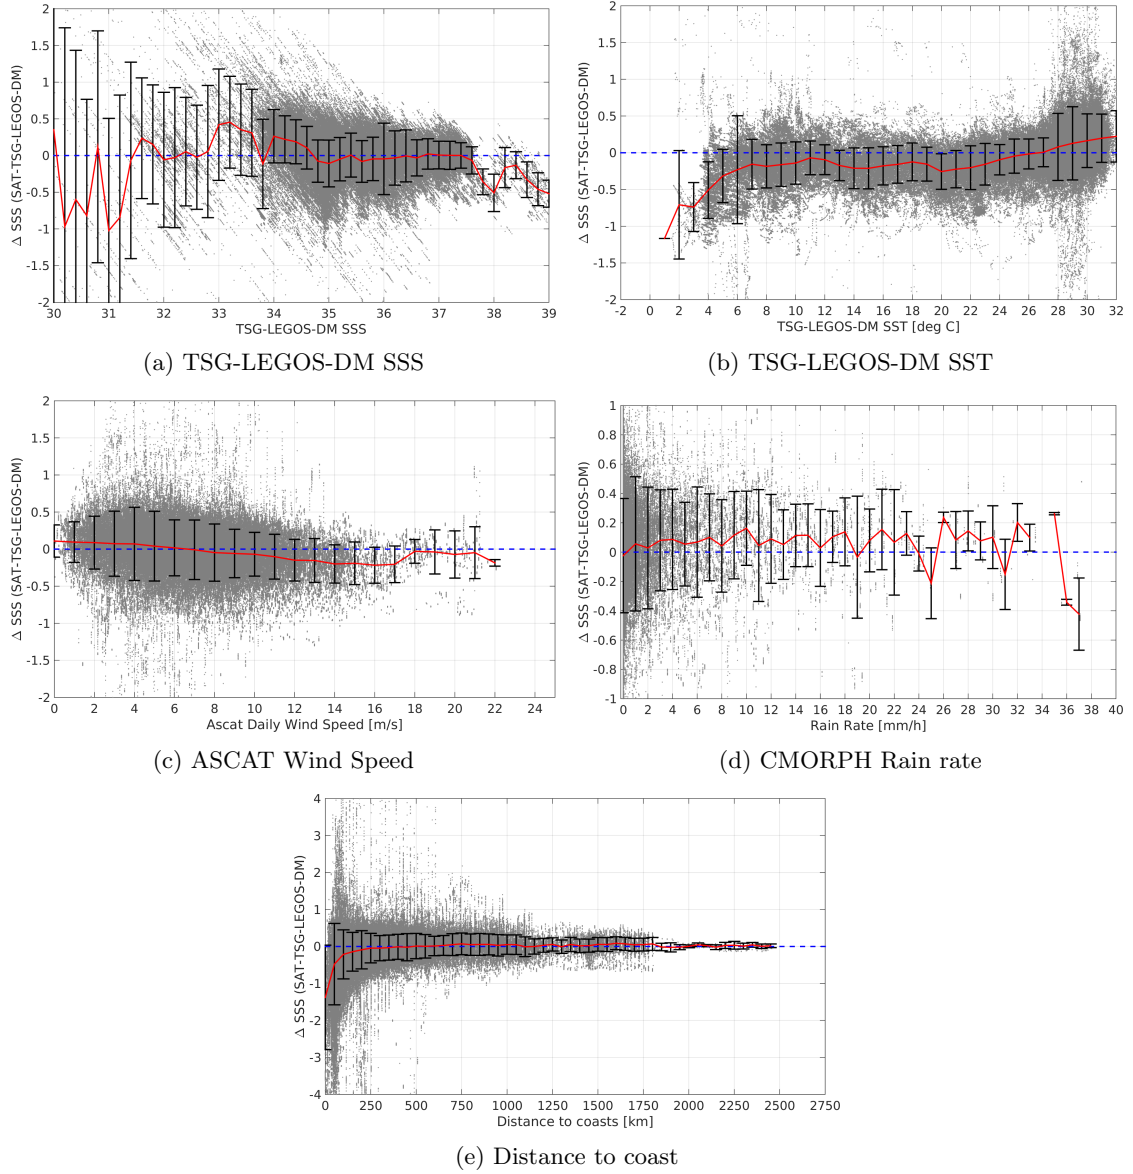 2
1.5
1
0.5
0
-0.5
-1
-1.5
-2
Δ SSS (SAT-TSG-LEGOS-DM)
30 31 32 33 34 35 36 37 38 39
TSG-LEGOS-DM SSS
(a) TSG-LEGOS-DM SSS
2
1.5
1
0.5
0
-0.5
-1
-1.5
-2
Δ SSS (SAT-TSG-LEGOS-DM)
-2 0 2 4 6 8 10 12 14 16 18 20 22 24 26 28 30 32
TSG-LEGOS-DM SST [deg C]
(b) TSG-LEGOS-DM SST
2
1.5
1
0.5
0
-0.5
-1
-1.5
-2
Δ SSS (SAT-TSG-LEGOS-DM)
0 2 4 6 8 10 12 14 16 18 20 22 24
Ascat Daily Wind Speed [m/s]
(c) ASCAT Wind Speed
1
0.8
0.6
0.4
0.2
0
-0.2
-0.4
-0.6
-0.8
-1
Δ SSS (SAT-TSG-LEGOS-DM)
0 2 4 6 8 10 12 14 16 18 20 22 24 26 28 30 32 34 36 38 40
Rain Rate [mm/h]
(d) CMORPH Rain rate
4
3
2
1
0
-1
-2
-3
-4
Δ SSS (SAT-TSG-LEGOS-DM)
0 250 500 750 1000 1250 1500 1750 2000 2250 2500 2750
Distance to coasts [km]
(e) Distance to coast